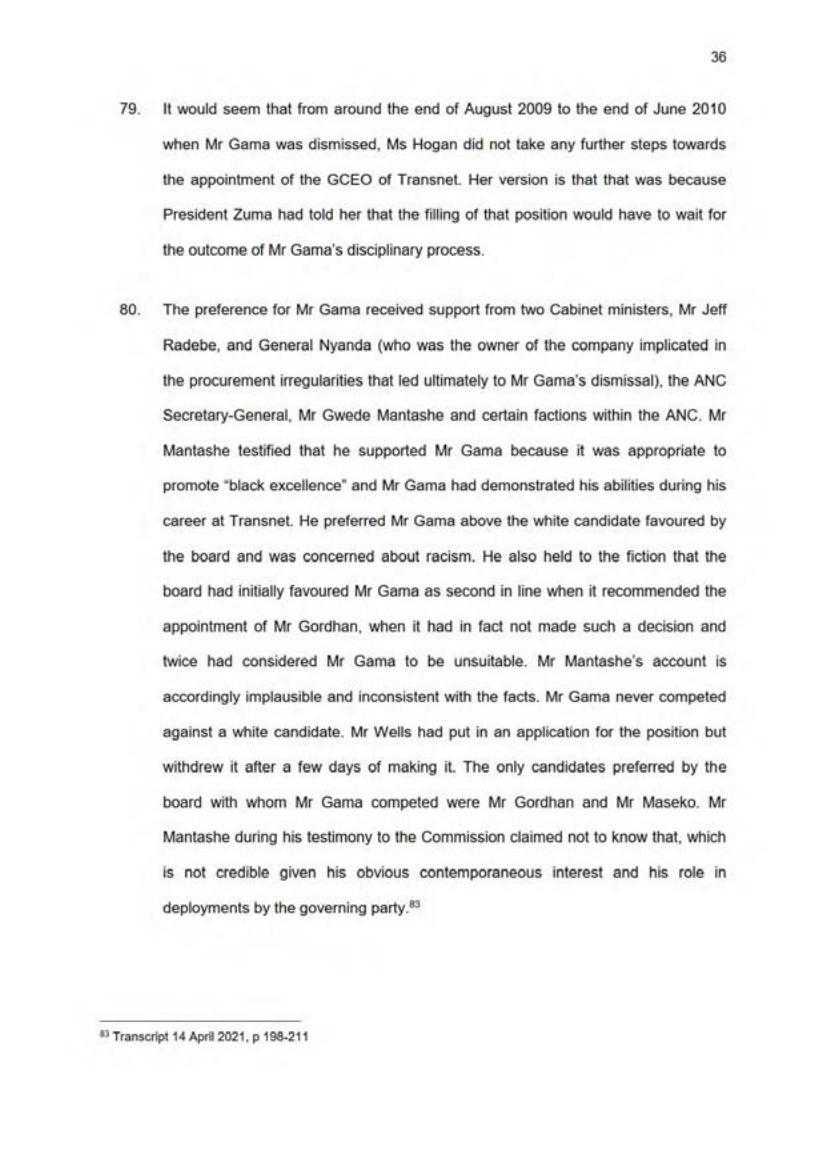 36
79. It would seem that from around the end of August 2009 to the end of June 2010
when Mr Gama was dismissed, Ms Hogan did not take any further steps towards
the appointment of the GCEO of Transnet. Her version is that that was because
President Zuma had told her that the filling of that position would have to wait for
the outcome of Mr Gama's disciplinary process.
80. The preference for Mr Gama received support from two Cabinet ministers, Mr Jeff
Radebe, and General Nyanda (who was the owner of the company implicated in
the procurement irregularities that led ultimately to Mr Gama's dismissal), the ANC
Secretary-General, Mr Gwede Mantashe and certain factions within the ANC. Mr
Mantashe testified that he supported Mr Gama because it was appropriate to
promote “black excellence” and Mr Gama had demonstrated his abilities during his
career at Transnet. He preferred Mr Gama above the white candidate favoured by
the board and was concerned about racism. He also held to the fiction that the
board had initially favoured Mr Gama as second in line when it recommended the
appointment of Mr Gordhan, when it had in fact not made such a decision and
twice had considered Mr Gama to be unsuitable. Mr Mantashe's account is
accordingly implausible and inconsistent with the facts. Mr Gama never competed
against a white candidate. Mr Wells had put in an application for the position but
withdrew it after a few days of making it. The only candidates preferred by the
board with whom Mr Gama competed were Mr Gordhan and Mr Maseko. Mr
Mantashe during his testimony to the Commission claimed not to know that, which
is not credible given his obvious contemporaneous interest and his role in
deployments by the governing party.83
83 Transcript 14 April 2021, p 198-211